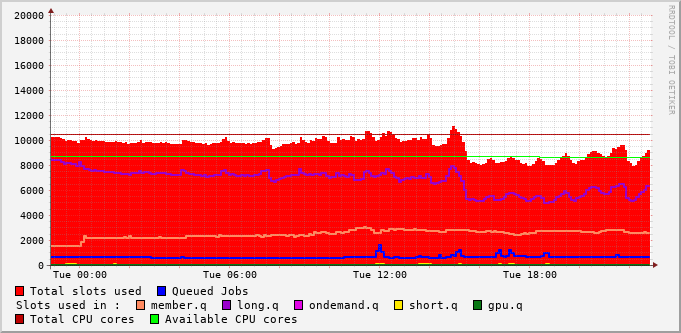 20000
18000
16000
14000
12000
10000
8000
6000
4000
2000
0
Tue 00:00 Tue 06:00 Tue 12:00 Tue 18:00
RRDTOOL / TOBI OETIKER
Total slots used Queued Jobs
Slots used in : member.q long.q ondemand.q short.q gpu.q
Total CPU cores Available CPU cores